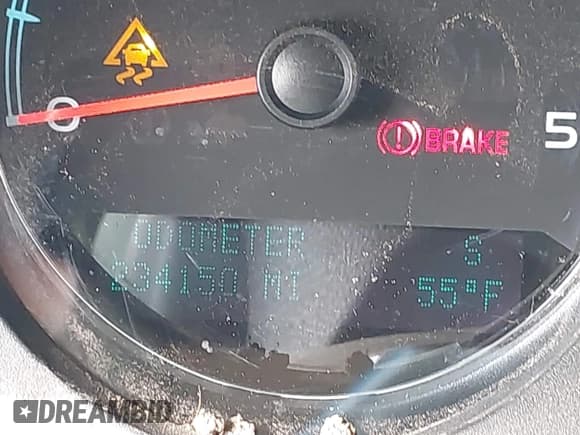 0
BRAKE
5
ODOMETER S
234150 MI 55°F
DREAMBID